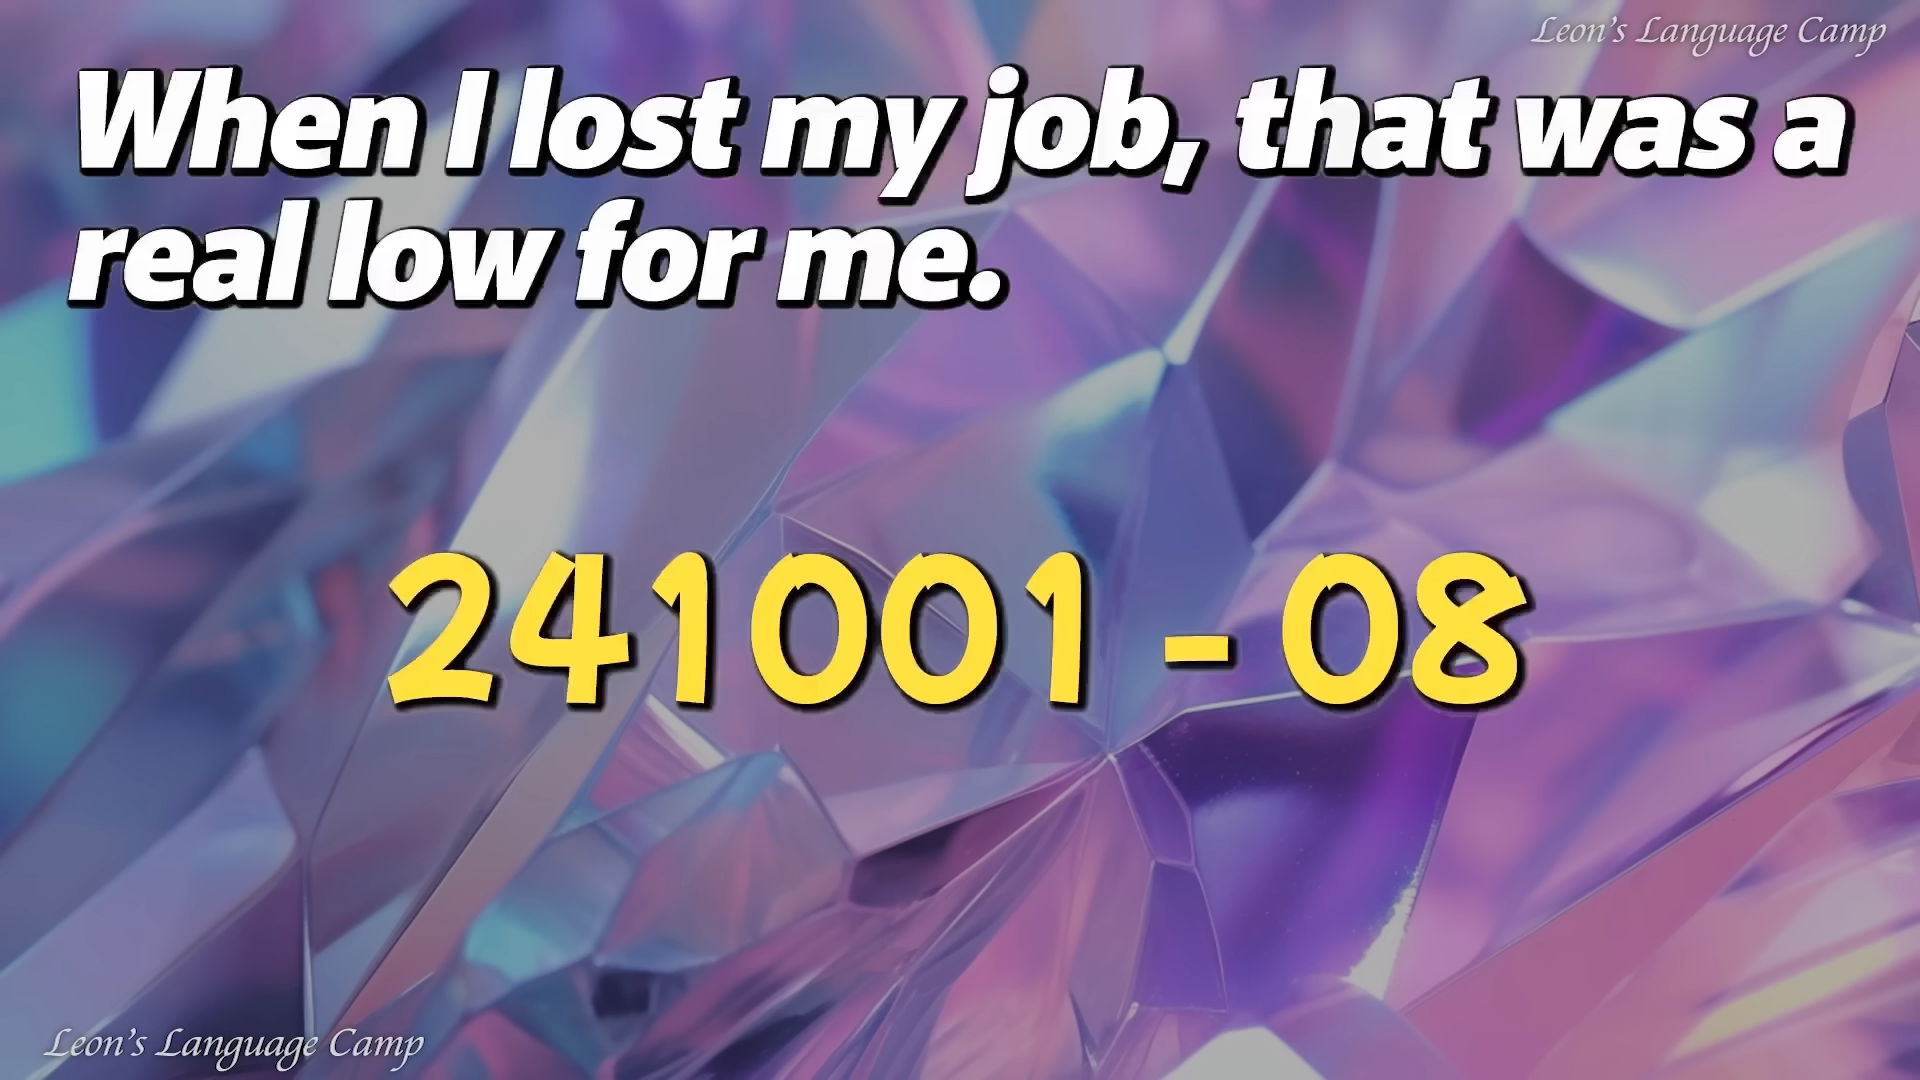 Leon's Language Camp
When I lost my job, that was a
real low for me.
241001 - 08
Leon's Language Camp